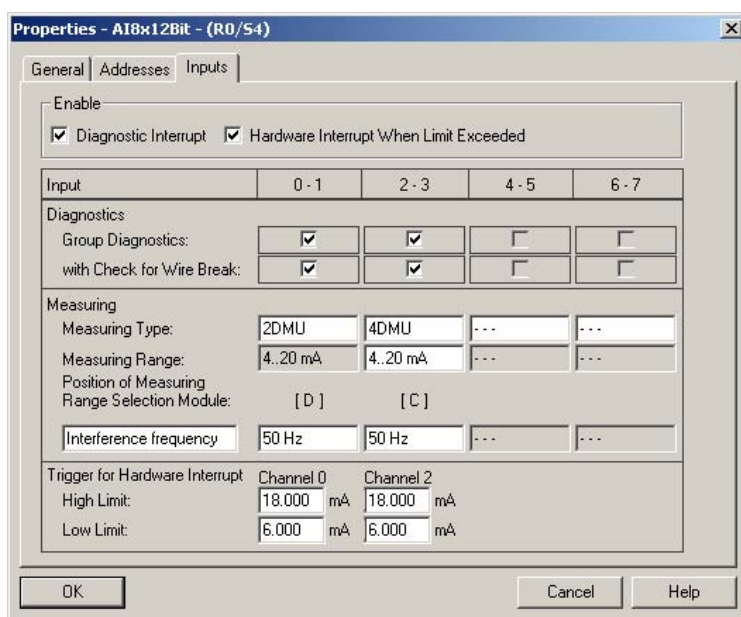 Properties - AI8x12Bit - (R0/S4)
General Addresses Inputs
Enable
Diagnostic Interrupt Hardware Interrupt When Limit Exceeded
Input 0 - 1 2 - 3 4 - 5 6 - 7
Diagnostics
Group Diagnostics:
with Check for Wire Break:
Measuring
Measuring Type: 2DMU 4DMU - - - - - -
Measuring Range: 4..20 mA 4..20 mA - - - - - -
Position of Measuring
Range Selection Module: [ D ] [ C ]
Interference frequency 50 Hz 50 Hz - - - - - -
Trigger for Hardware Interrupt Channel 0 Channel 2
High Limit: 18.000 mA 18.000 mA
Low Limit: 6.000 mA 6.000 mA
OK Cancel Help